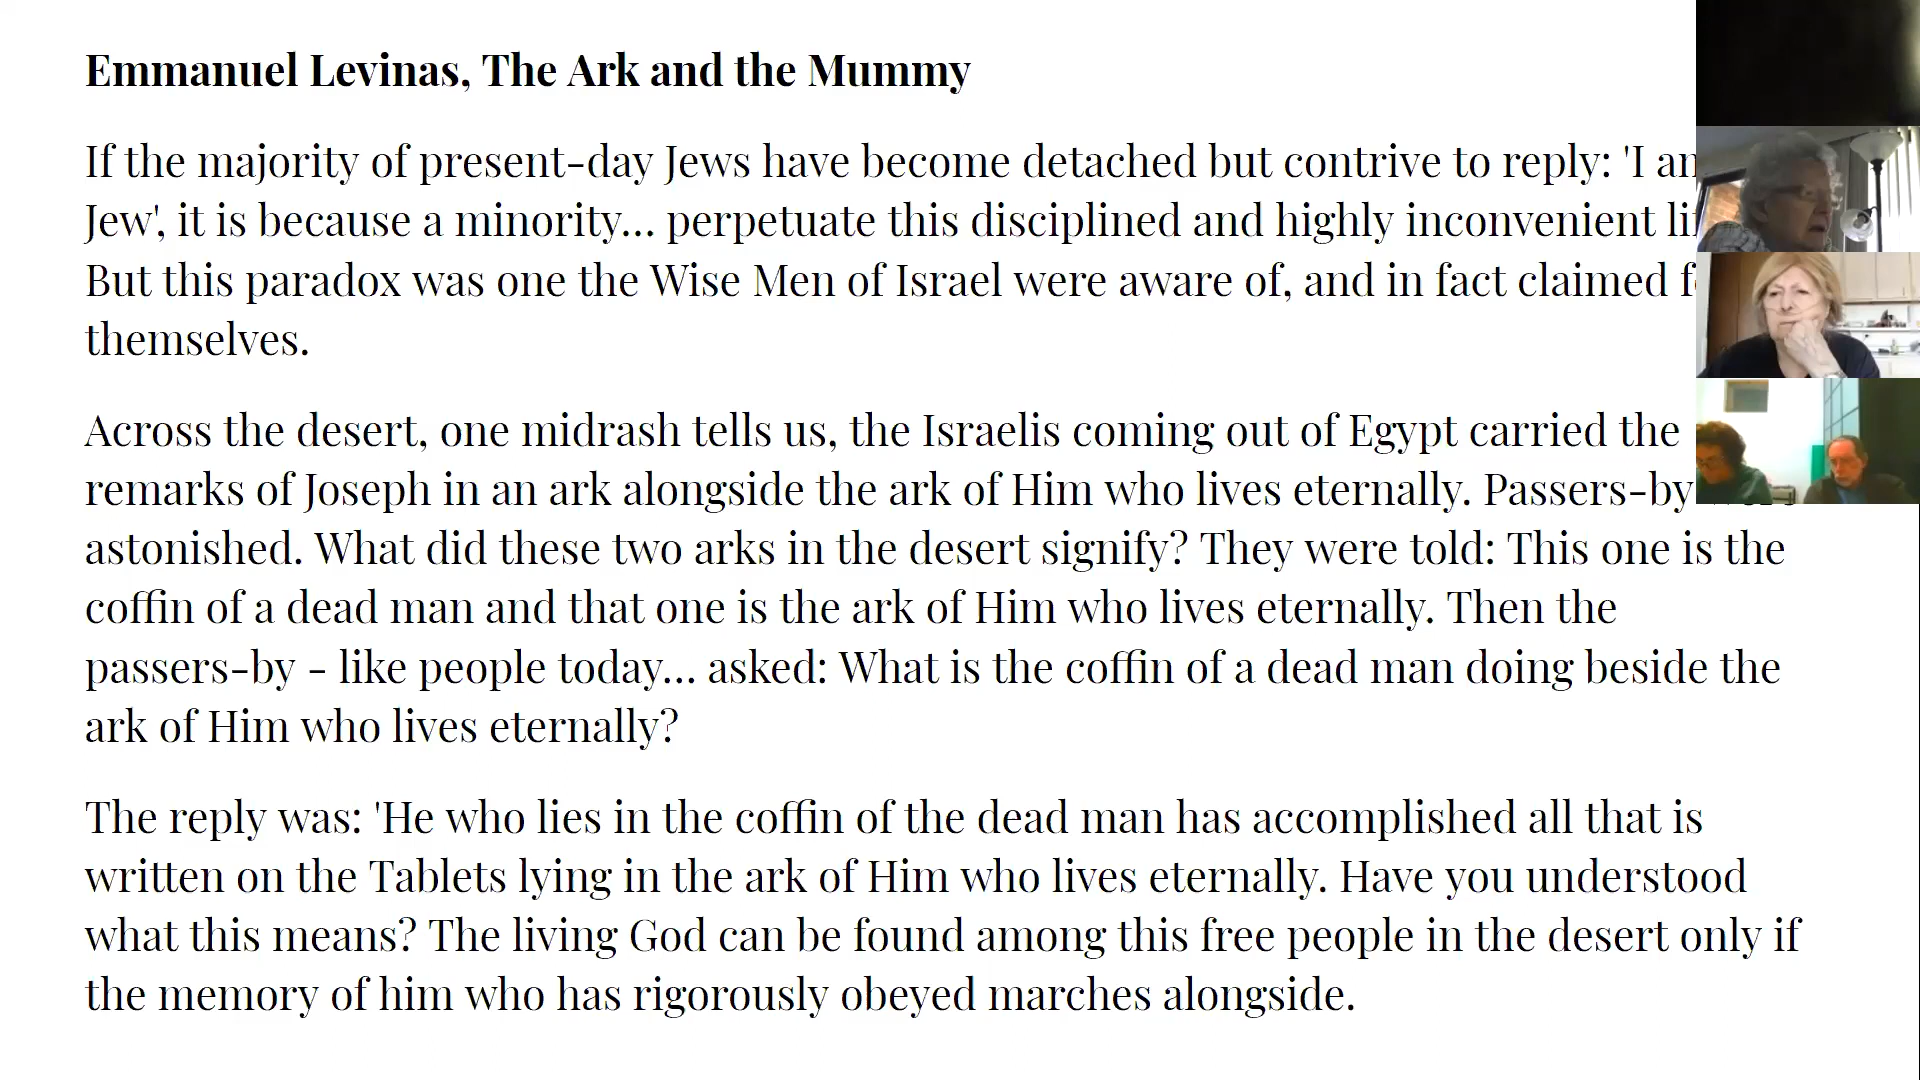 Emmanuel Levinas, The Ark and the Mummy
If the majority of present-day Jews have become detached but contrive to reply: 'I
Jew', it is because a minority... perpetuate this disciplined and highly inconvenient
But this paradox was one the Wise Men of Israel were aware of, and in fact claimed
themselves.
Across the desert, one midrash tells us, the Israelis coming out of Egypt carried the
remarks of Joseph in an ark alongside the ark of Him who lives eternally. Passers-by
astonished. What did these two arks in the desert signify? They were told: This one is the
coffin of a dead man and that one is the ark of Him who lives eternally. Then the
passers-by - like people today... asked: What is the coffin of a dead man doing beside the
ark of Him who lives eternally?
The reply was: 'He who lies in the coffin of the dead man has accomplished all that is
written on the Tablets lying in the ark of Him who lives eternally. Have you understood
what this means? The living God can be found among this free people in the desert only if
the memory of him who has rigorously obeyed marches alongside.